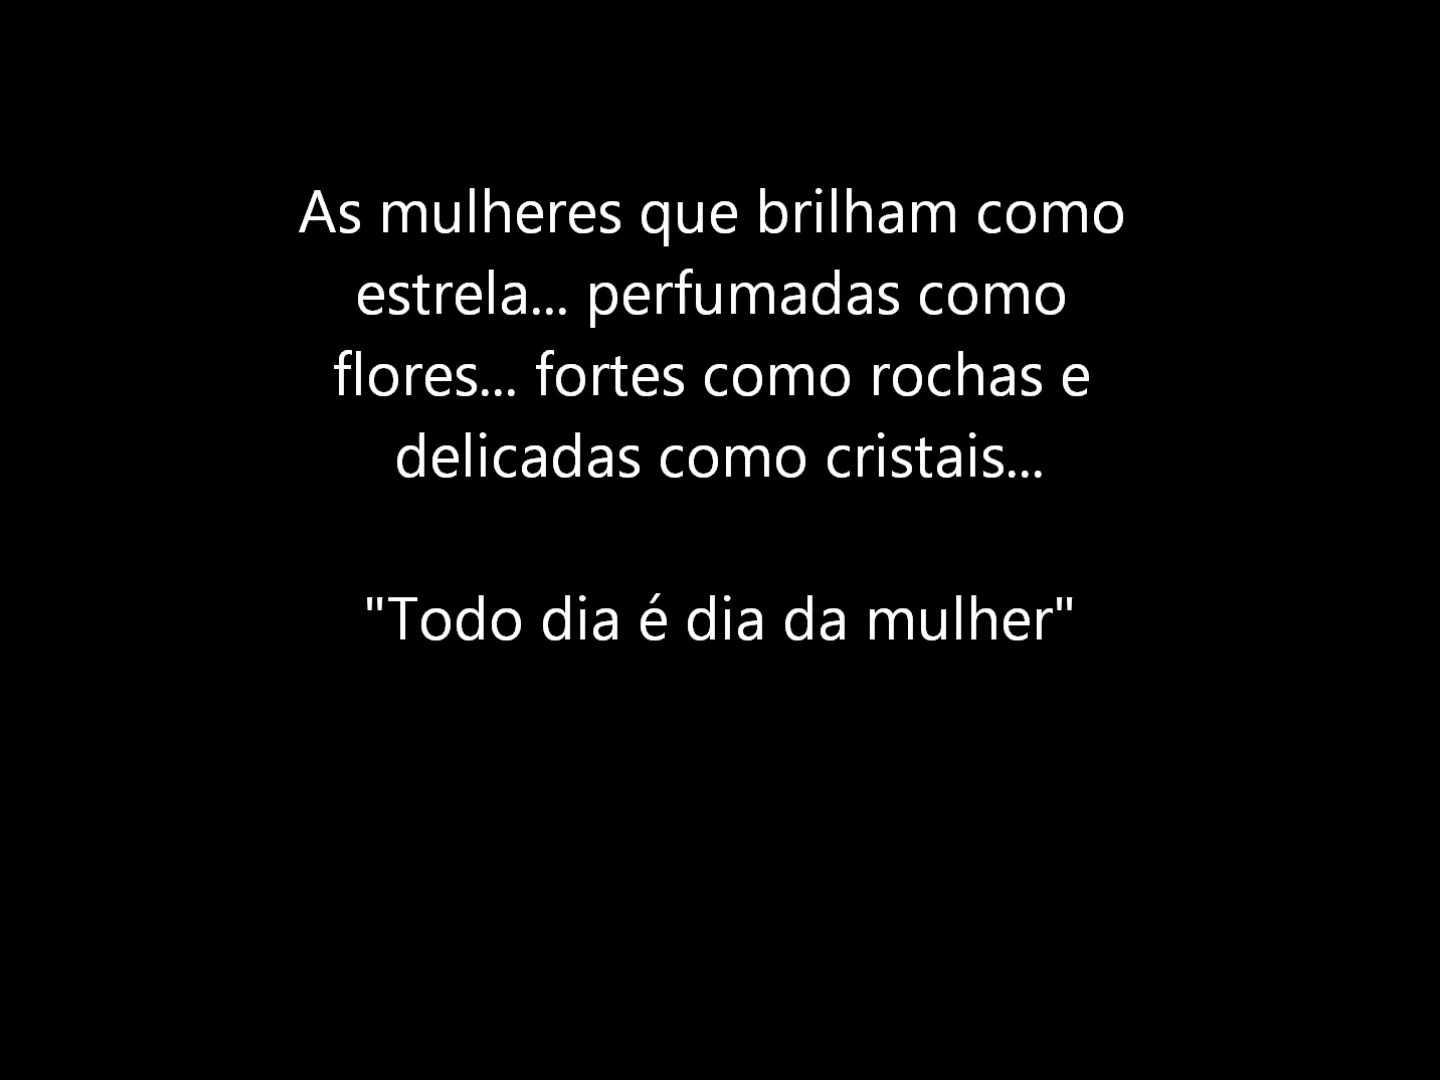 As mulheres que brilham como
estrela... perfumadas como
flores... fortes como rochas e
delicadas como cristais...
"Todo dia é dia da mulher"